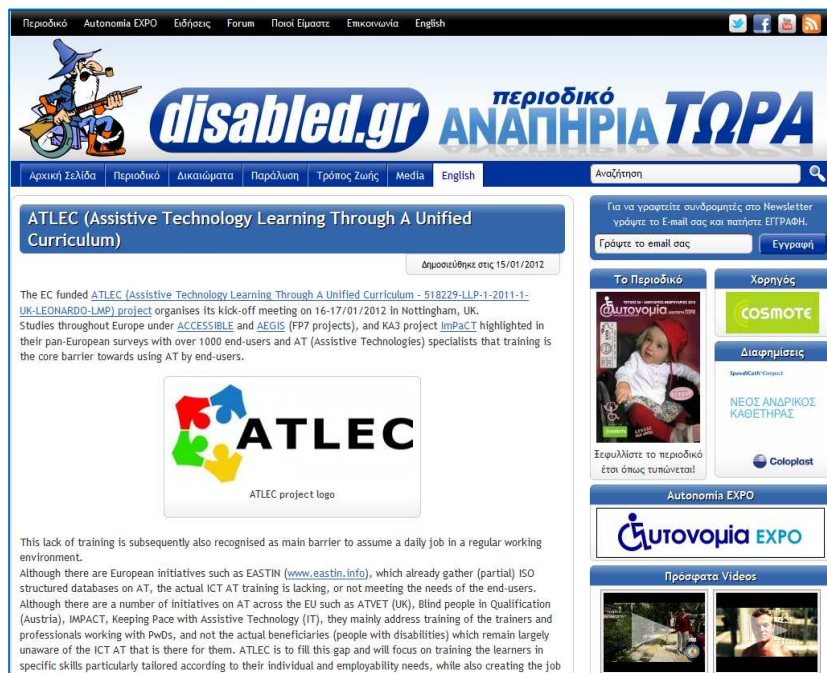 Περιοδικό Autonomia EXPO Ειδήσεις Forum Ποιοί Είμαστε Επικοινωνία English
disabled.gr
περιοδικό
ΑΝΑΠΗΡΙΑ ΤΩΡΑ
Αρχική Σελίδα Περιοδικό Δικαιώματα Παράλυση Τρόπος Ζωής Media English
Αναζήτηση
ATLEC (Assistive Technology Learning Through A Unified
Curriculum)
Δημοσιεύθηκε στις 15/01/2012
The EC funded ATLEC (Assistive Technology Learning Through A Unified Curriculum - 518229-LLP-1-2011-1-
UK-LEONARDO-LMP) project organises its kick-off meeting on 16-17/01/2012 in Nottingham, UK.
Studies throughout Europe under ACCESSIBLE and AEGIS (FP7 projects), and KA3 project ImPaCT highlighted in
their pan-European surveys with over 1000 end-users and AT (Assistive Technologies) specialists that training is
the core barrier towards using AT by end-users.
ATLEC
ATLEC project logo
This lack of training is subsequently also recognised as main barrier to assume a daily job in a regular working
environment.
Although there are European initiatives such as EASTIN (www.eastin.info), which already gather (partial) ISO
structured databases on AT, the actual ICT AT training is lacking, or not meeting the needs of the end-users.
Although there are a number of initiatives on AT across the EU such as ATVET (UK), Blind people in Qualification
(Austria), IMPACT, Keeping Pace with Assistive Technology (IT), they mainly address training of the trainers and
professionals working with PwDs, and not the actual beneficiaries (people with disabilities) which remain largely
unaware of the ICT AT that is there for them. ATLEC is to fill this gap and will focus on training the learners in
specific skills particularly tailored according to their individual and employability needs, while also creating the job
Για να γραφτείτε συνδρομητές στο Newsletter
γράψτε το E-mail σας και πατήστε ΕΓΓΡΑΦΗ.
Γράψτε το email σας Εγγραφή
Το Περιοδικό
αυτονομία
Ξεφυλλίστε το περιοδικό
έτσι όπως τυπώνεται!
Χορηγός
COSMOTE
Διαφημίσεις
SpeediCath Compact
ΝΕΟΣ ΑΝΔΡΙΚΟΣ
ΚΑΘΕΤΗΡΑΣ
Coloplast
Autonomia EXPO
αυτονομία EXPO
Πρόσφατα Videos